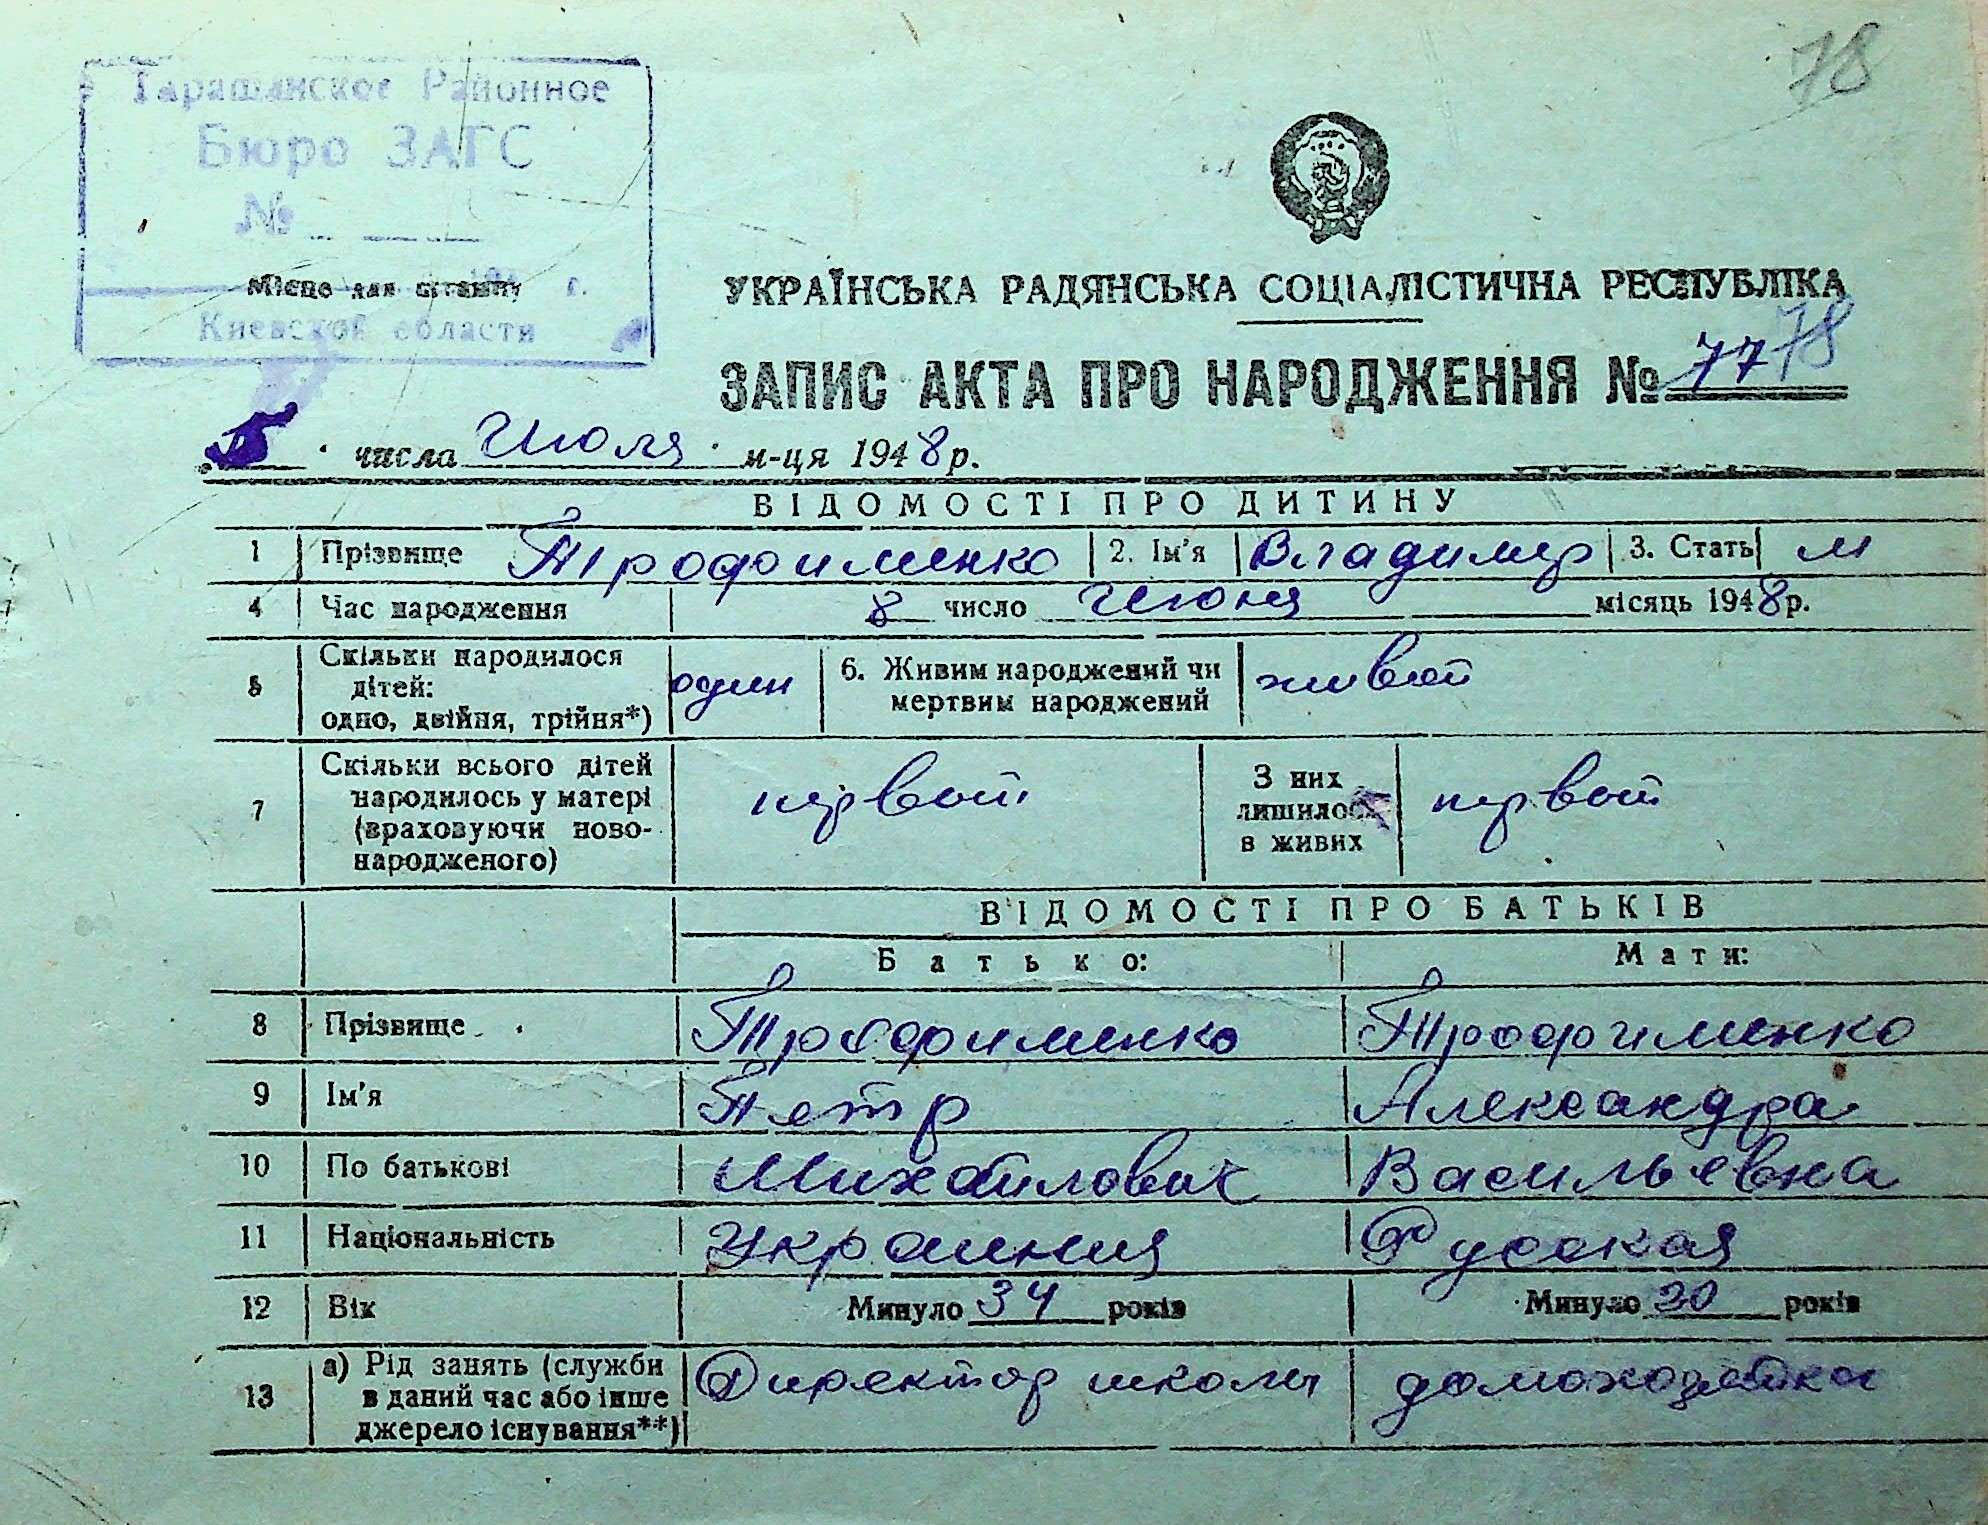 78
Таращанское Районное
Бюро ЗАГС
№
Місце для штампу г.
Киевской области
УКРАЇНСЬКА РАДЯНСЬКА СОЦІАЛІСТИЧНА РЕСПУБЛІКА
ЗАПИС АКТА ПРО НАРОДЖЕННЯ № 77 78
5 числа Июля м-ця 1948 р.
ВІДОМОСТІ ПРО ДИТИНУ
1 Прізвище Трофименко 2. Ім'я Владимир 3. Стать м
4 Час народження 8 число Июня місяць 1948 р.
5 Скільки народилося дітей: одно, двійня, трійня*) один 6. Живим народжений чи мертвим народжений живой
7 Скільки всього дітей народилось у матері (враховуючи новонародженого) первой З них лишилось в живих первой
ВІДОМОСТІ ПРО БАТЬКІВ
Батько: Мати:
8 Прізвище Трофименко Трофименко
9 Ім'я Петр Александра
10 По батькові Михайлович Васильевна
11 Національність Украинец Русская
12 Вік Минуло 34 років Минуло 20 років
13 а) Рід занять (служби в даний час або інше джерело існування**) Директор школы домохозяйка